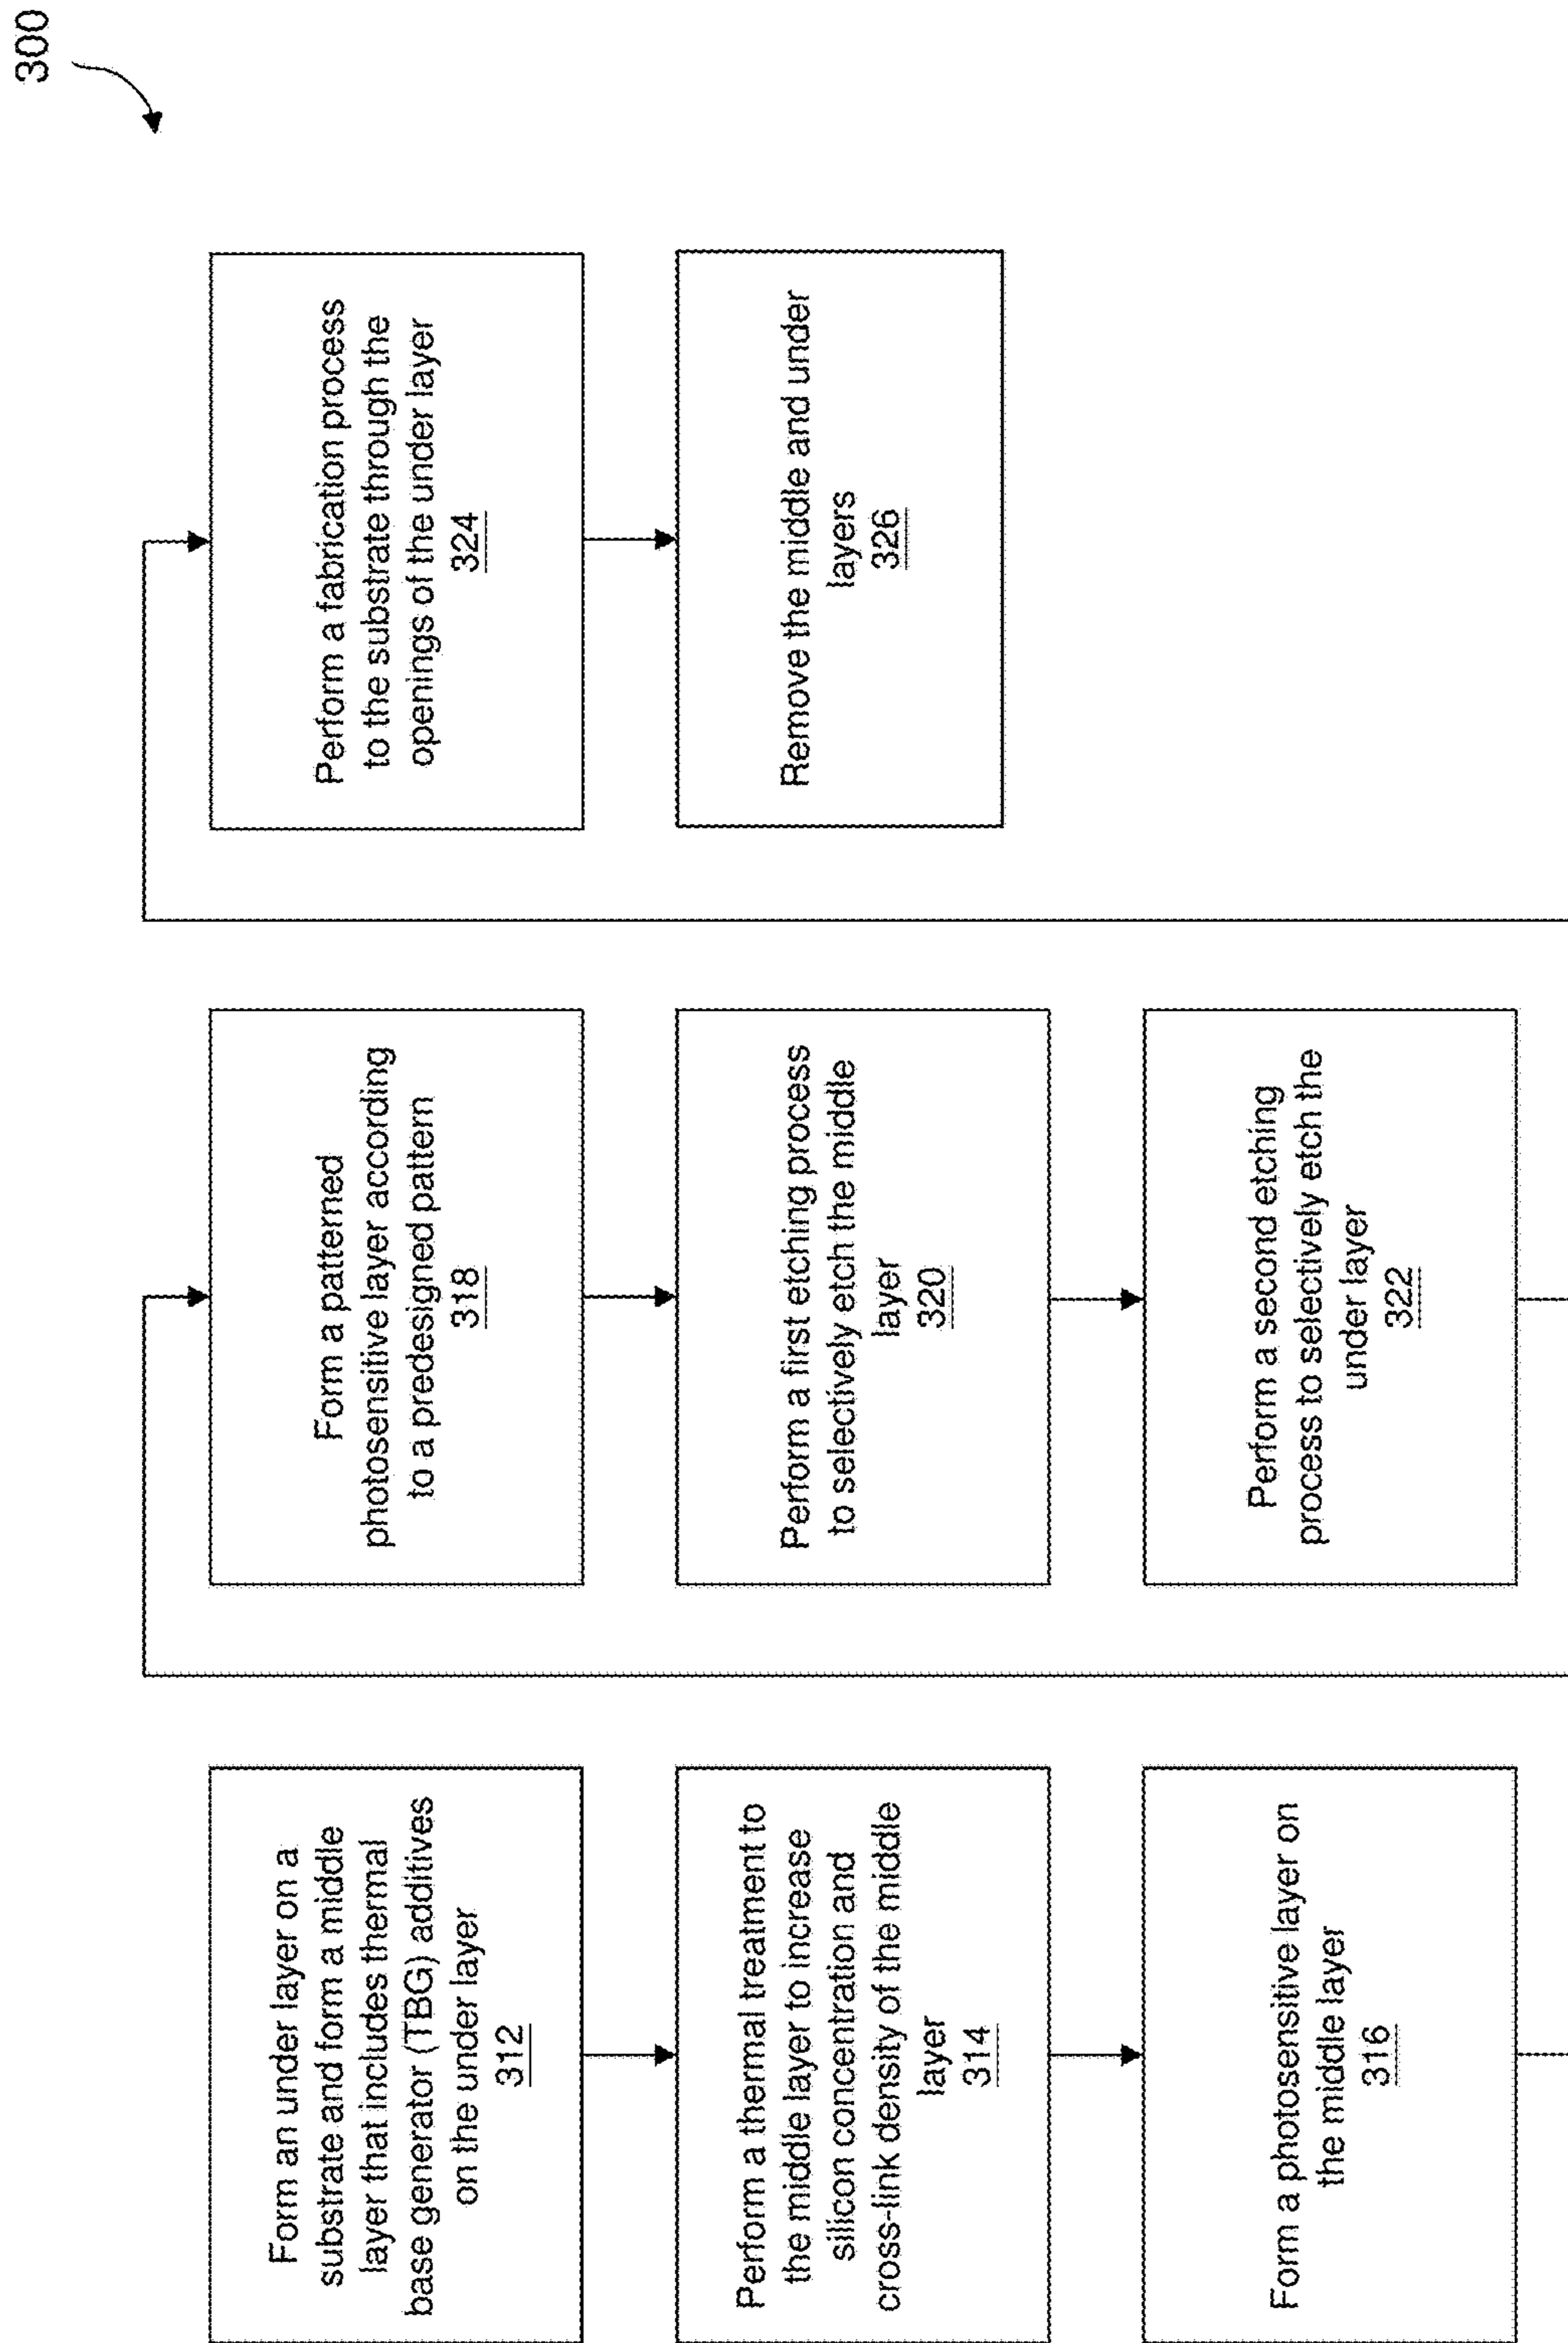 300
Form an under layer on a
substrate and form a middle
layer that includes thermal
base generator (TBG) additives
on the under layer
312
Perform a thermal treatment to
the middle layer to increase
silicon concentration and
cross-link density of the middle
layer
314
Form a photosensitive layer on
the middle layer
316
Form a patterned
photosensitive layer according
to a predesigned pattern
318
Perform a first etching process
to selectively etch the middle
layer
320
Perform a second etching
process to selectively etch the
under layer
322
Perform a fabrication process
to the substrate through the
openings of the under layer
324
Remove the middle and under
layers
326